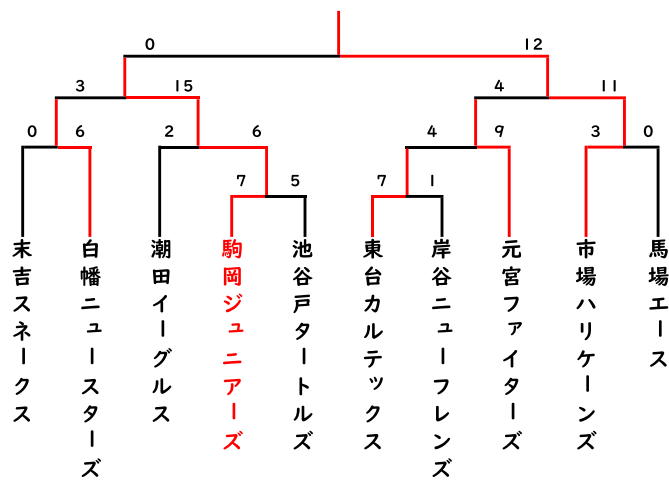 0 12
3 15 4 11
0 6 2 6 4 9 3 0
7 5 7 1
末吉スネークス
白幡ニュースターズ
潮田イーグルス
駒岡ジュニアーズ
池谷戸タートルズ
東台カルテックス
岸谷ニューフレンズ
元宮ファイターズ
市場ハリケーンズ
馬場エース